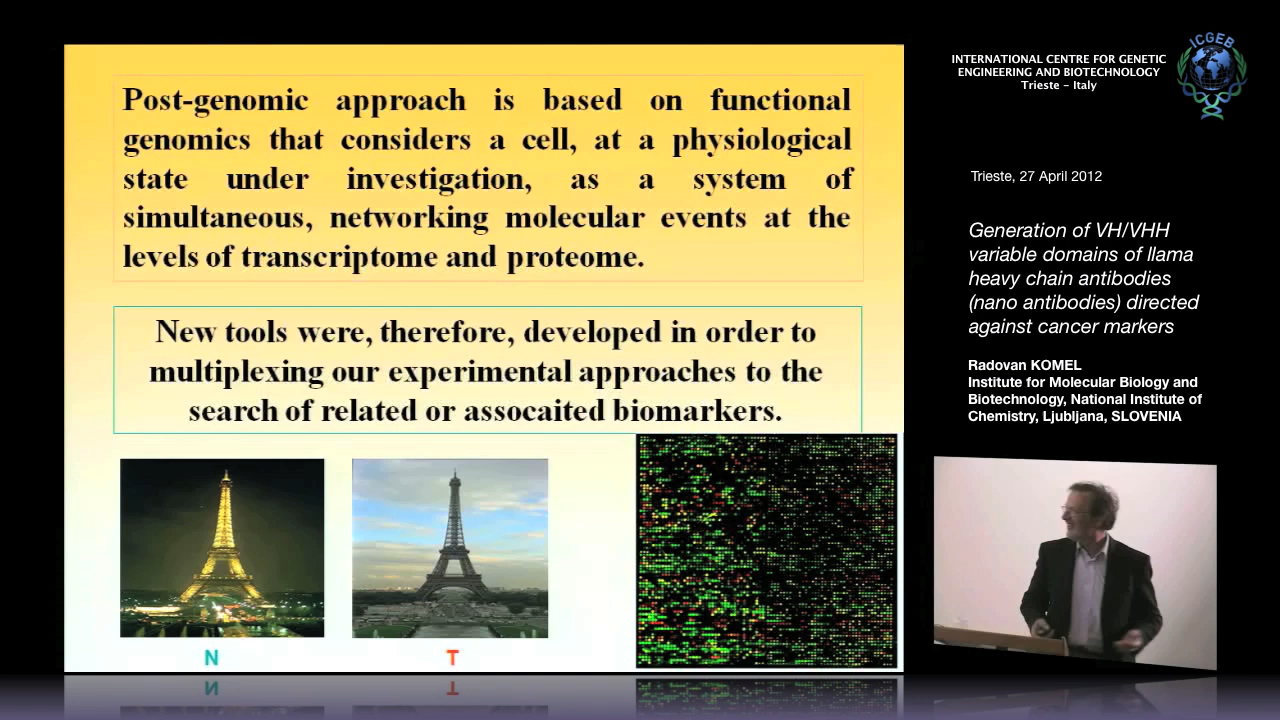 Post-genomic approach is based on functional
genomics that considers a cell, at a physiological
state under investigation, as a system of
simultaneous, networking molecular events at the
levels of transcriptome and proteome.
New tools were, therefore, developed in order to
multiplexing our experimental approaches to the
search of related or assocaited biomarkers.
N
T
INTERNATIONAL CENTRE FOR GENETIC
ENGINEERING AND BIOTECHNOLOGY
Trieste - Italy
ICGEB
Trieste, 27 April 2012
Generation of VH/VHH
variable domains of llama
heavy chain antibodies
(nano antibodies) directed
against cancer markers
Radovan KOMEL
Institute for Molecular Biology and
Biotechnology, National Institute of
Chemistry, Ljubljana, SLOVENIA